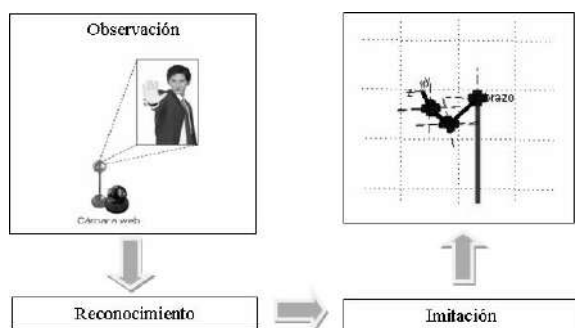 Observación
Cámara web
brazo
Reconocimiento
Imitación